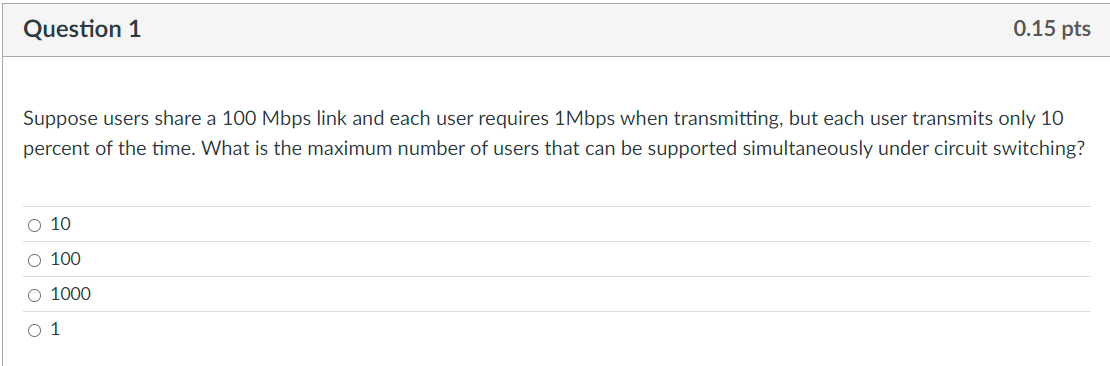 Question 1
0.15 pts
Suppose users share a 100 Mbps link and each user requires 1Mbps when transmitting, but each user transmits only 10
percent of the time. What is the maximum number of users that can be supported simultaneously under circuit switching?
10
100
1000
1